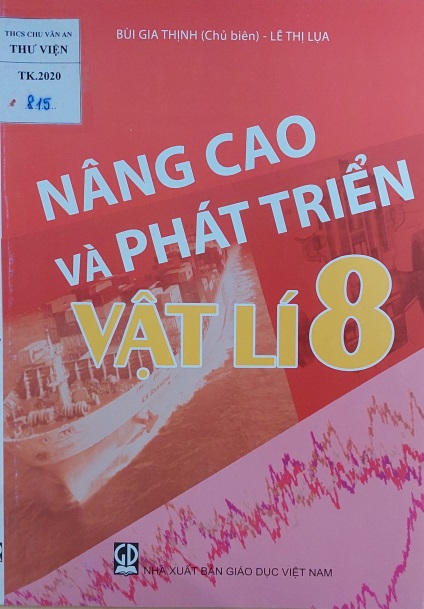 BÙI GIA THỊNH (Chủ biên) - LÊ THỊ LỤA
THCS CHU VĂN AN
THƯ VIỆN
TK.2020
815
NÂNG CAO
VÀ PHÁT TRIỂN
VẬT LÍ 8
GD
NHÀ XUẤT BẢN GIÁO DỤC VIỆT NAM